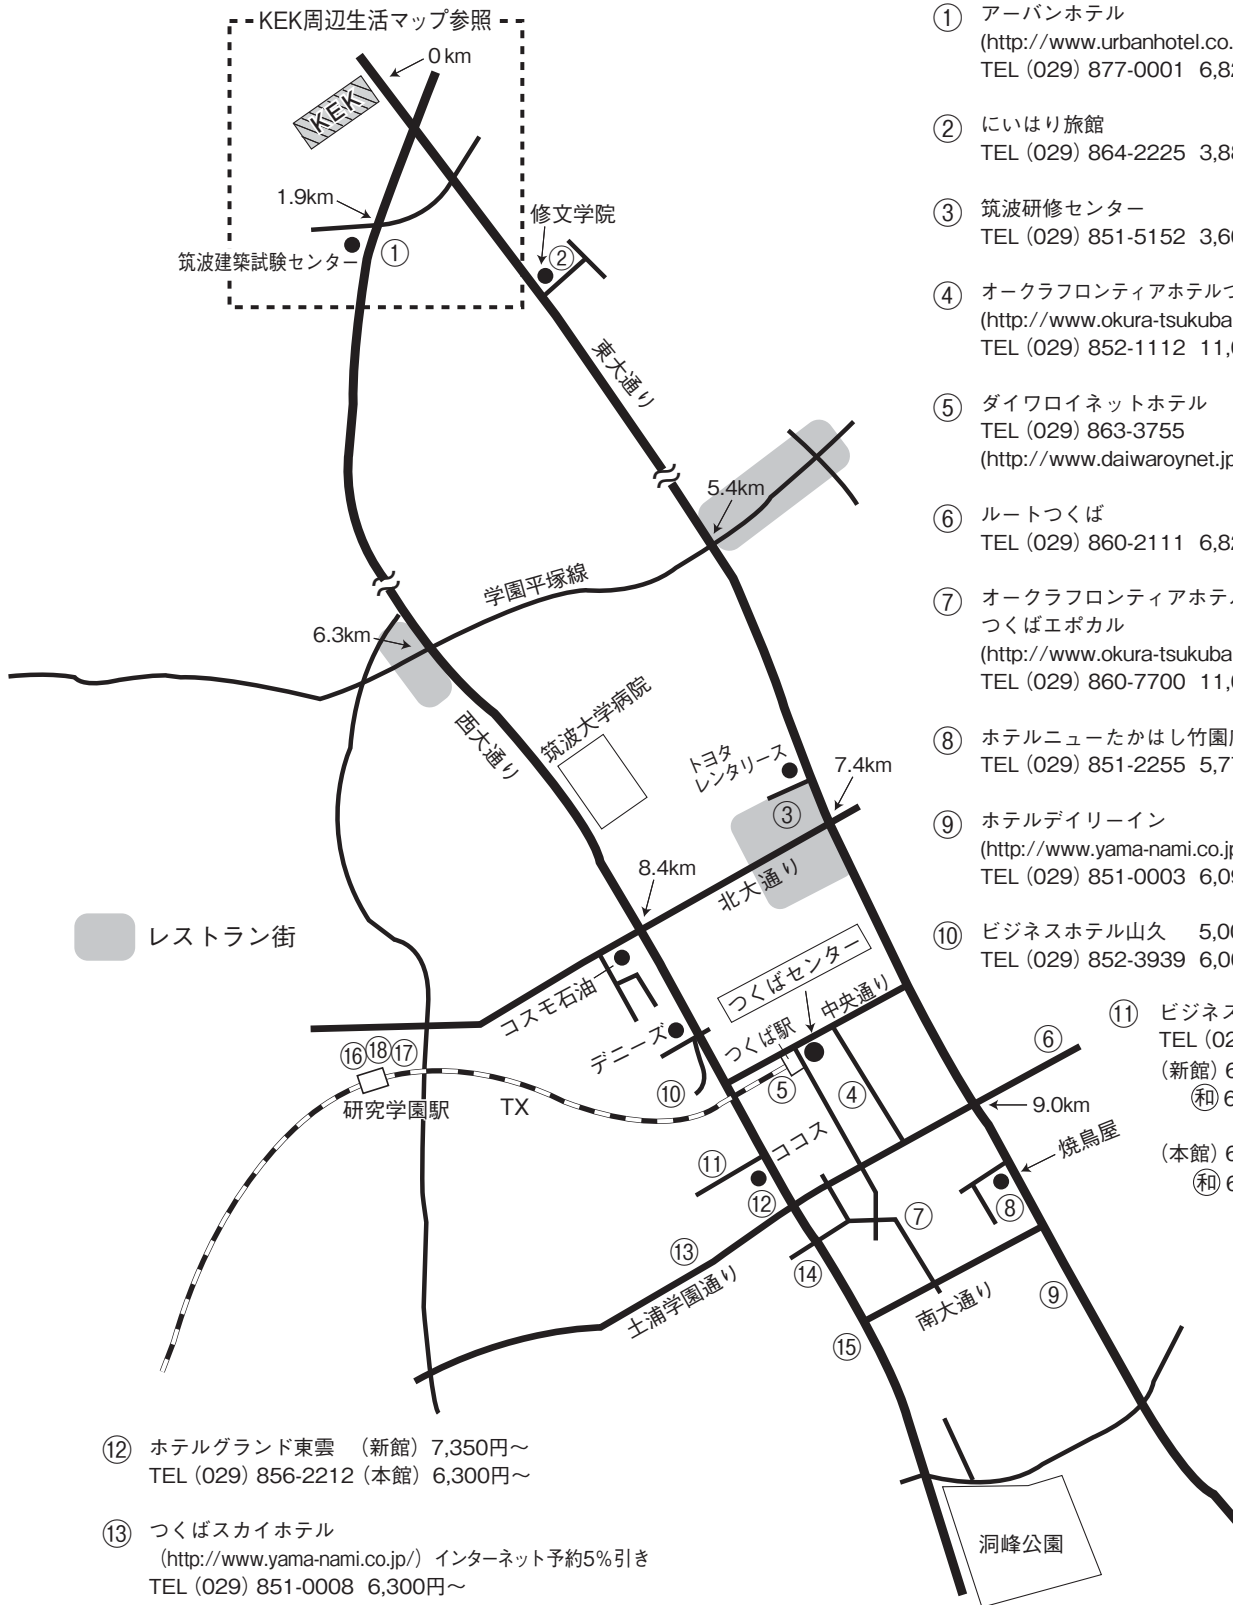 KEK周辺生活マップ参照
0km
KEK
1.9km
筑波建築試験センター
①
修文学院
②
東大通り
5.4km
学園平塚線
6.3km
西大通り
筑波大学病院
トヨタ
レンタリース
7.4km
③
8.4km
北大通り
レストラン街
コスモ石油
つくばセンター
デニーズ
つくば駅
中央通り
⑥
⑯⑱⑰
研究学園駅
TX
⑩
⑤
④
9.0km
焼鳥屋
ココス
⑪
⑫
⑧
⑦
⑬
⑭
土浦学園通り
南大通り
⑨
⑮
洞峰公園
① アーバンホテル
(http://www.urbanhotel.co.
TEL (029) 877-0001 6,82
② にいはり旅館
TEL (029) 864-2225 3,88
③ 筑波研修センター
TEL (029) 851-5152 3,60
④ オークラフロンティアホテルつ
(http://www.okura-tsukuba
TEL (029) 852-1112 11,0
⑤ ダイワロイネットホテル
TEL (029) 863-3755
(http://www.daiwaroynet.jp
⑥ ルートつくば
TEL (029) 860-2111 6,82
⑦ オークラフロンティアホテル
つくばエポカル
(http://www.okura-tsukuba
TEL (029) 860-7700 11,0
⑧ ホテルニューたかはし竹園
TEL (029) 851-2255 5,77
⑨ ホテルデイリーイン
(http://www.yama-nami.co.jp
TEL (029) 851-0003 6,09
⑩ ビジネスホテル山久 5,00
TEL (029) 852-3939 6,00
⑪ ビジネス
TEL (02
(新館) 6
和 6
(本館) 6
和 6
⑫ ホテルグランド東雲 (新館) 7,350円～
TEL (029) 856-2212 (本館) 6,300円～
⑬ つくばスカイホテル
(http://www.yama-nami.co.jp/) インターネット予約5%引き
TEL (029) 851-0008 6,300円～